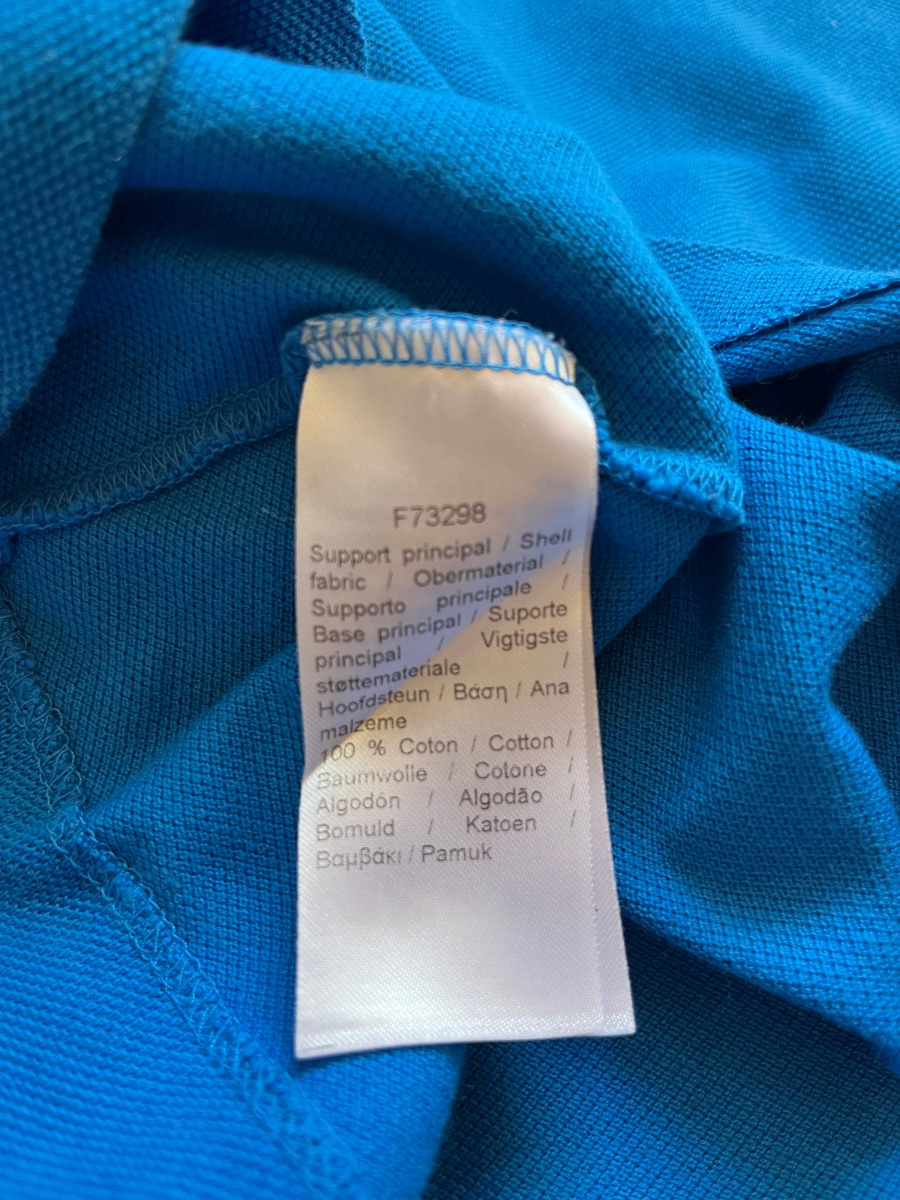 F73298
Support principal / Shell
fabric / Obermaterial /
Supporto principale /
Base principal / Suporte
principal / Vigtigste
støttemateriale /
Hoofdsteun / Βάση / Ana
malzeme
100 % Coton / Cotton /
Baumwolle / Cotone /
Algodón / Algodão /
Bomuld / Katoen /
Βαμβάκι / Pamuk